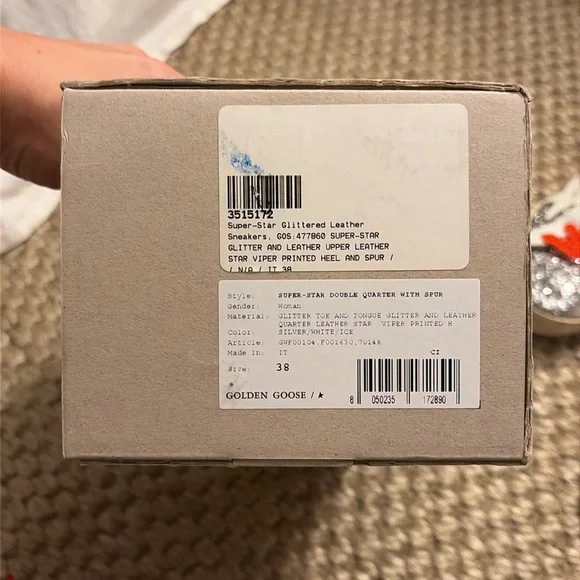 3515172
Super-Star Glittered Leather
Sneakers, GOS:477860 SUPER-STAR
GLITTER AND LEATHER UPPER LEATHER
STAR VIPER PRINTED HEEL AND SPUR /
/ N/A / IT 38
Style: SUPER-STAR DOUBLE QUARTER WITH SPUR
Gender: Woman
Material: GLITTER TOE AND TONGUE GLITTER AND LEATHER
QUARTER LEATHER STAR VIPER PRINTED H
Color: SILVER/WHITE/ICE
Article: GWF00104.F001630.70148
Made In: IT CI
Size: 38
GOLDEN GOOSE /
8 050235 172890